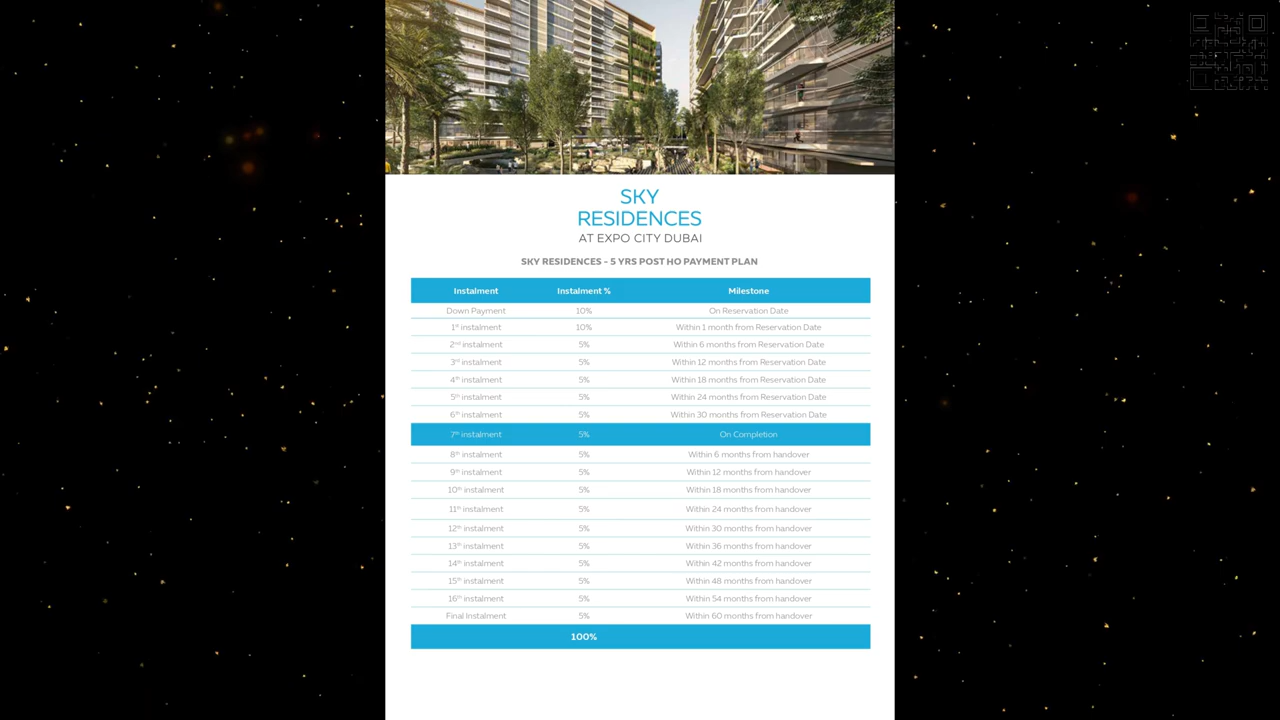 SKY
RESIDENCES
AT EXPO CITY DUBAI
SKY RESIDENCES - 5 YRS POST HO PAYMENT PLAN
Instalment Instalment % Milestone
Down Payment 10% On Reservation Date
1st instalment 10% Within 1 month from Reservation Date
2nd instalment 5% Within 6 months from Reservation Date
3rd instalment 5% Within 12 months from Reservation Date
4th instalment 5% Within 18 months from Reservation Date
5th instalment 5% Within 24 months from Reservation Date
6th instalment 5% Within 30 months from Reservation Date
7th instalment 5% On Completion
8th instalment 5% Within 6 months from handover
9th instalment 5% Within 12 months from handover
10th instalment 5% Within 18 months from handover
11th instalment 5% Within 24 months from handover
12th instalment 5% Within 30 months from handover
13th instalment 5% Within 36 months from handover
14th instalment 5% Within 42 months from handover
15th instalment 5% Within 48 months from handover
16th instalment 5% Within 54 months from handover
Final Instalment 5% Within 60 months from handover
100%